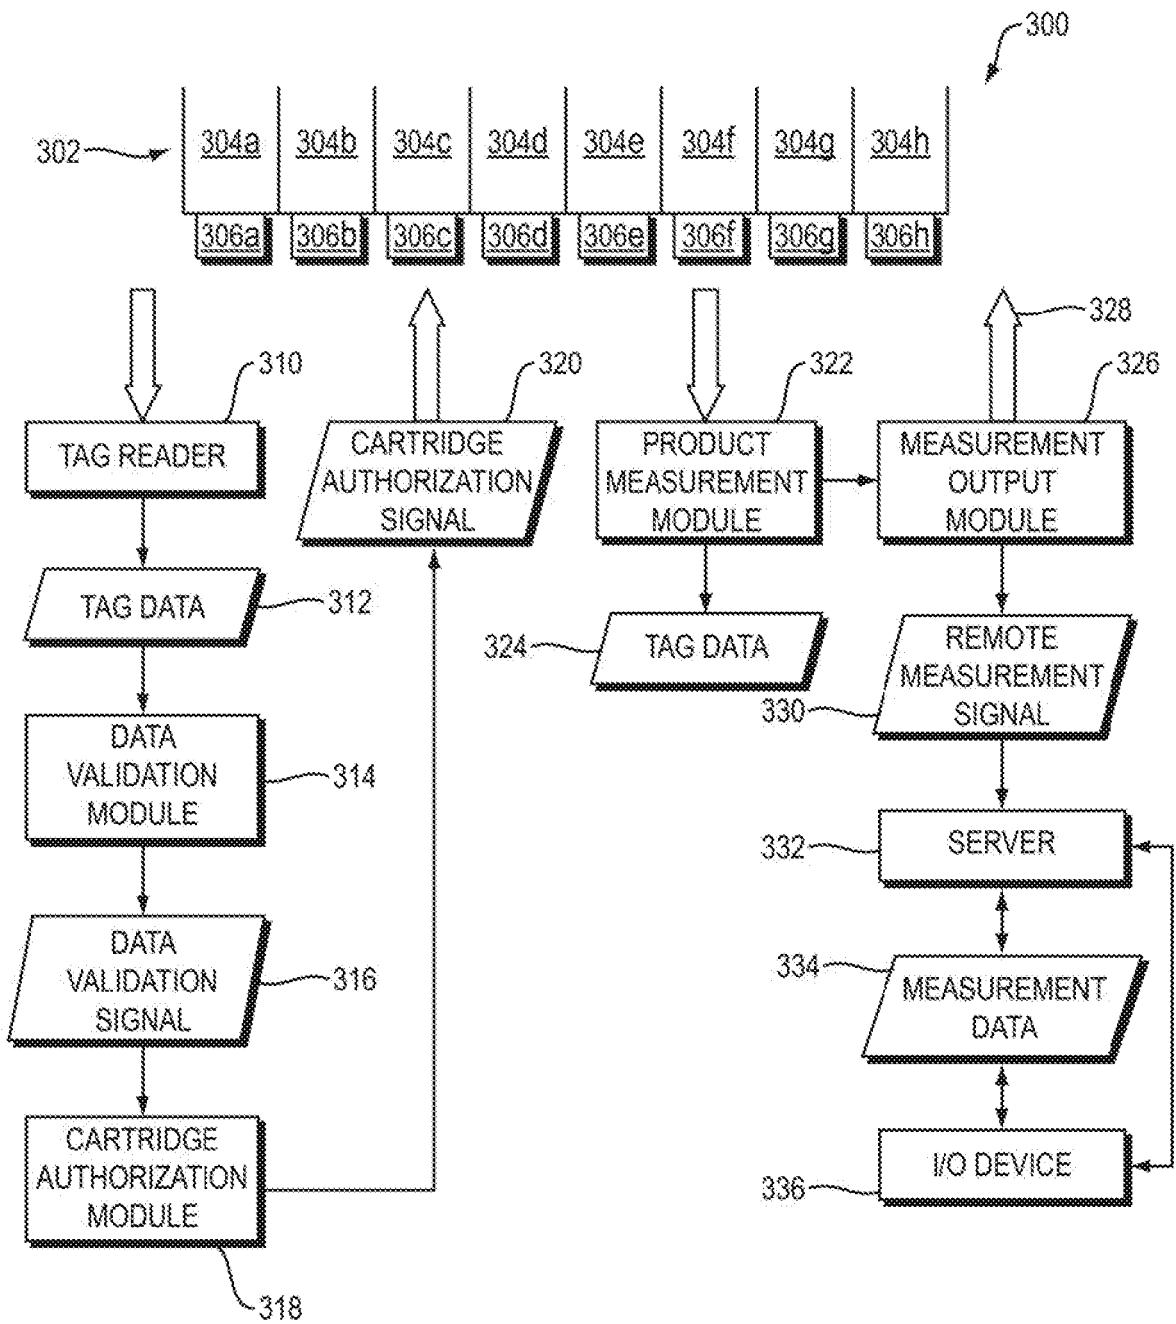 300
302
304a 304b 304c 304d 304e 304f 304g 304h
306a 306b 306c 306d 306e 306f 306g 306h
328
310
320
322
326
TAG READER
CARTRIDGE
AUTHORIZATION
SIGNAL
PRODUCT
MEASUREMENT
MODULE
MEASUREMENT
OUTPUT
MODULE
TAG DATA
312
324
TAG DATA
REMOTE
MEASUREMENT
SIGNAL
330
DATA
VALIDATION
MODULE
314
332
SERVER
DATA
VALIDATION
SIGNAL
316
334
MEASUREMENT
DATA
CARTRIDGE
AUTHORIZATION
MODULE
318
I/O DEVICE
336